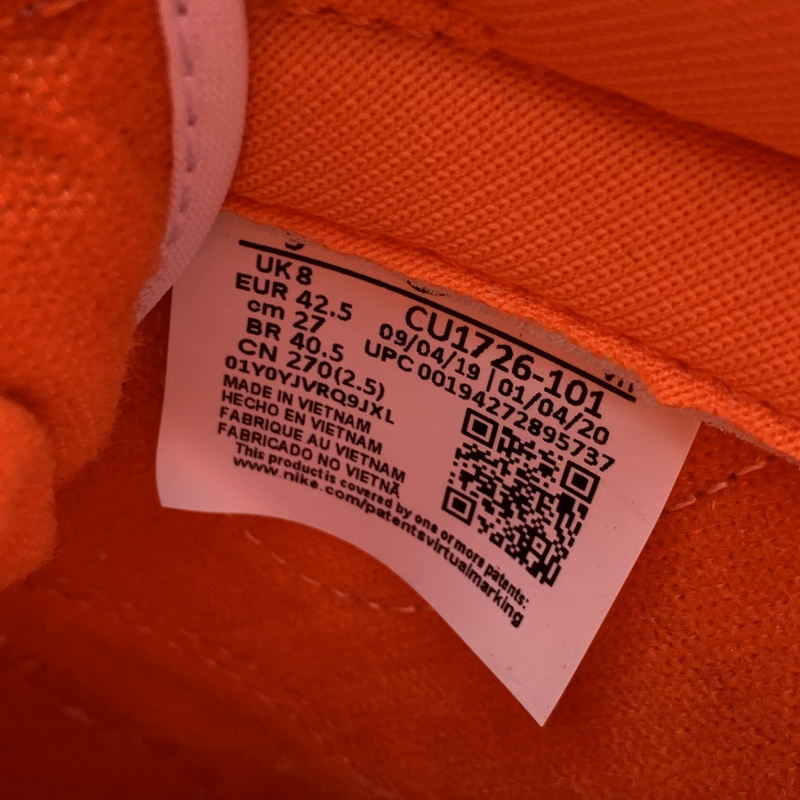 UK 8
EUR 42.5
cm 27
BR 40.5
CN 270(2.5)
01Y0YJVRQ9JXL
MADE IN VIETNAM
HECHO EN VIETNAM
FABRIQUE AU VIETNAM
FABRICADO NO VIETNÃ
This product is covered by one or more patents:
www.nike.com/patentsvirtualmarking
CU1726-101
09/04/19 | 01/04/20
UPC 00194272895737